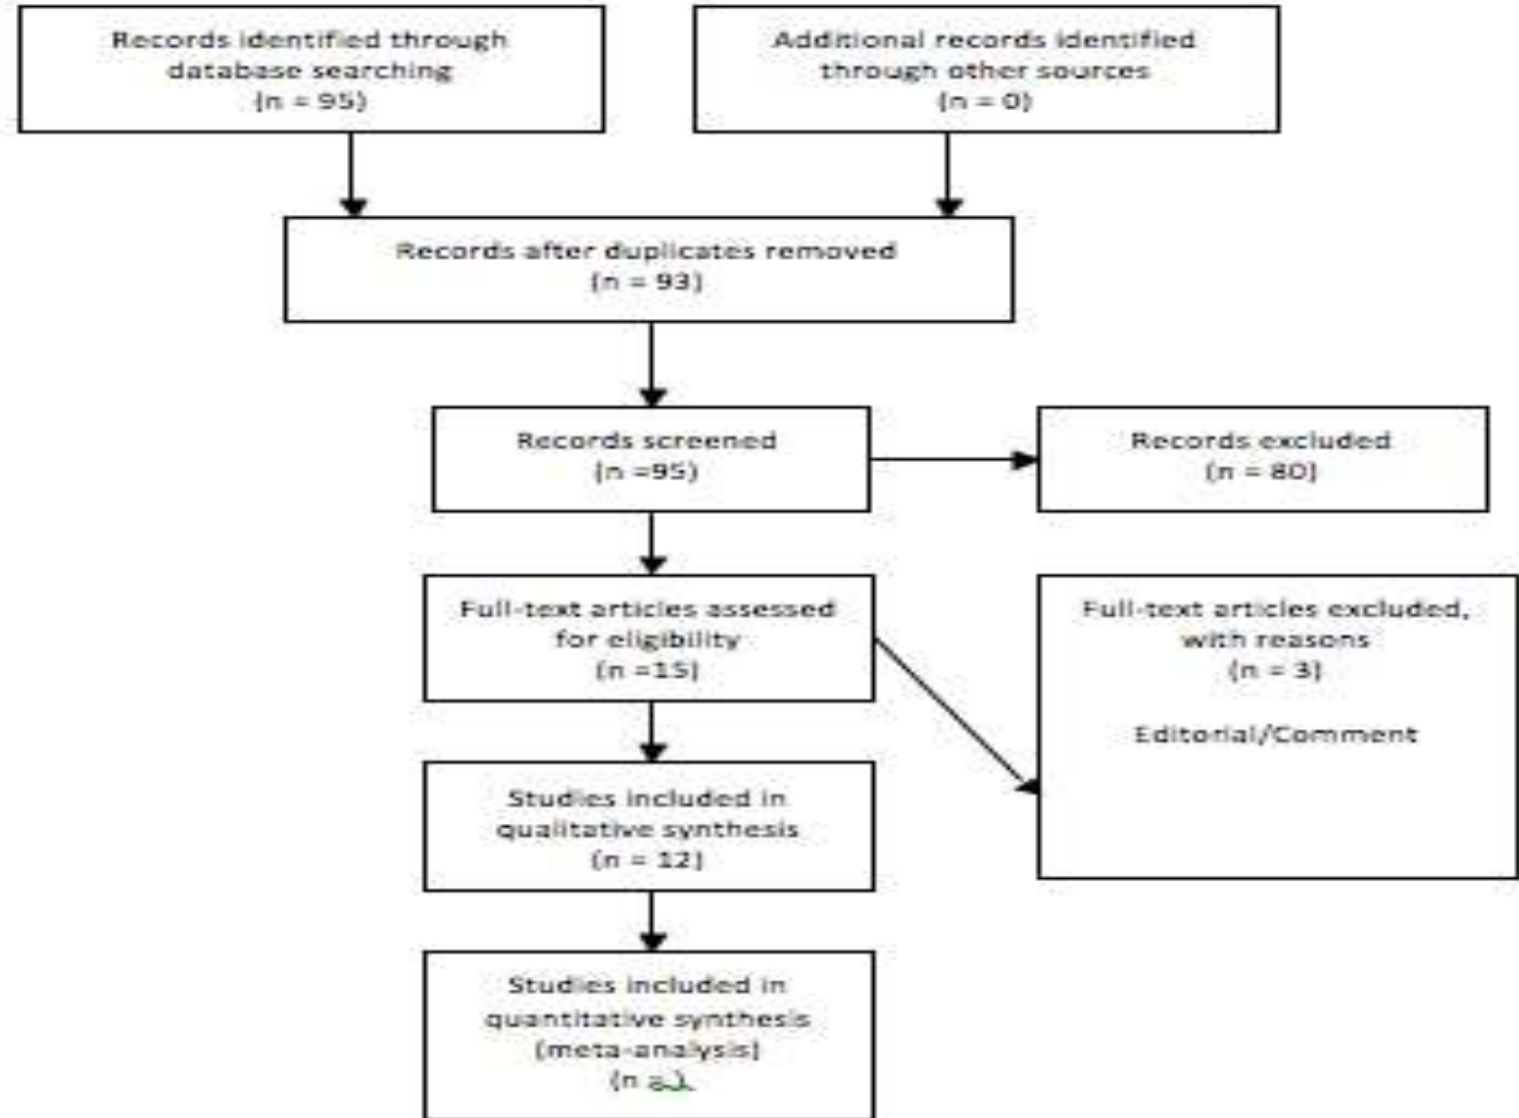 Records identified through
database searching
(n = 95)
Additional records identified
through other sources
(n = 0)
Records after duplicates removed
(n = 93)
Records screened
(n =95)
Records excluded
(n = 80)
Full-text articles assessed
for eligibility
(n =15)
Full-text articles excluded,
with reasons
(n = 3)
Editorial/Comment
Studies included in
qualitative synthesis
(n = 12)
Studies included in
quantitative synthesis
(meta-analysis)
(n = )